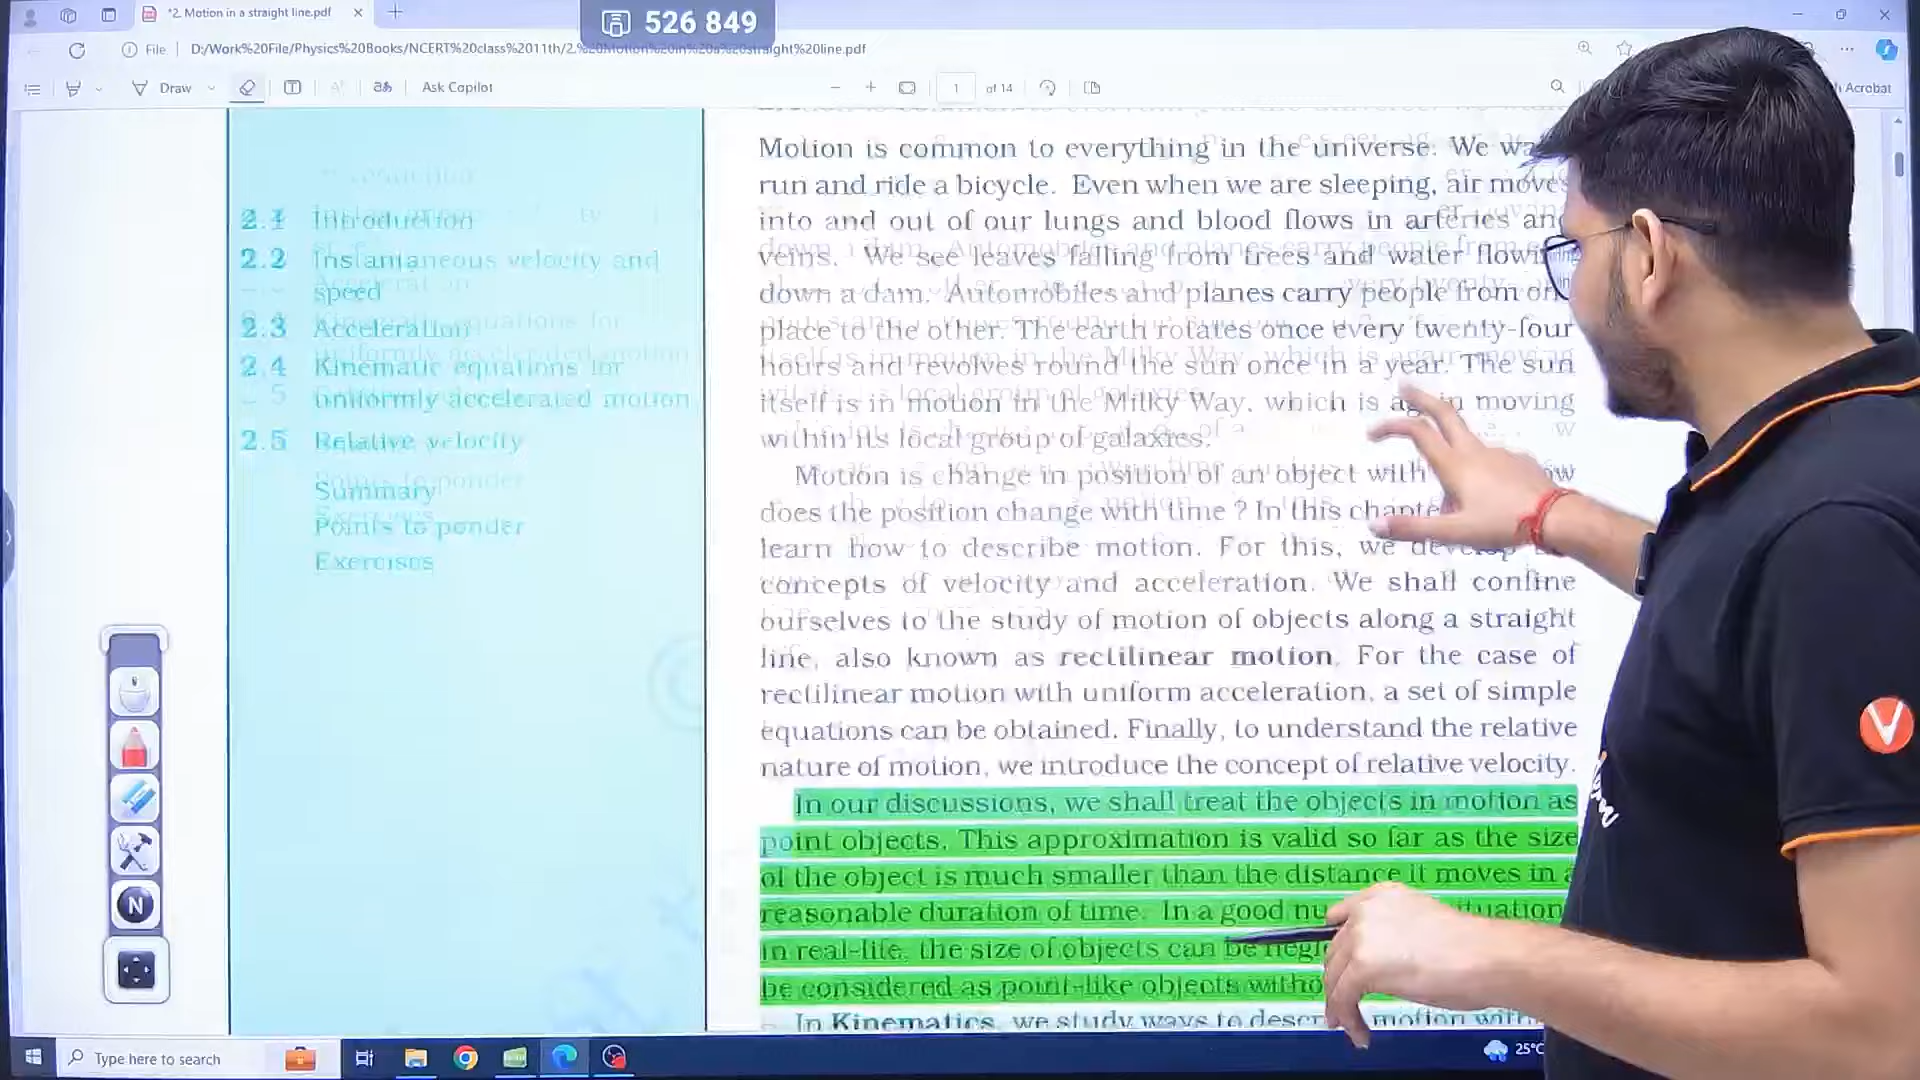 *2. Motion in a straight line.pdf
526 849
File
D:/Work%20File/Physics%20Books/NCERT%20class%2011th/2.%20Motion%20in%20a%20straight%20line.pdf
Draw
Ask Copilot
1 of 14
Acrobat
2.1 Introduction
2.2 Instantaneous velocity and
speed
2.3 Acceleration
2.4 Kinematic equations for
uniformly accelerated motion
2.5 Relative velocity
Summary
Points to ponder
Exercises
Motion is common to everything in the universe. We
run and ride a bicycle. Even when we are sleeping, air moves
into and out of our lungs and blood flows in arteries and
veins. We see leaves falling from trees and water
down a dam. Automobiles and planes carry people from
place to the other. The earth rotates once every twenty-four
hours and revolves round the sun once in a year. The sun
itself is in motion in the Milky Way, which is again moving
within its local group of galaxies.
Motion is change in position of an object with
does the position change with time ? In this
learn how to describe motion. For this, we develop
concepts of velocity and acceleration. We shall confine
ourselves to the study of motion of objects along a straight
line, also known as rectilinear motion. For the case of
rectilinear motion with uniform acceleration, a set of simple
equations can be obtained. Finally, to understand the relative
nature of motion, we introduce the concept of relative velocity.
In our discussions, we shall treat the objects in motion as
point objects. This approximation is valid so far as the size
of the object is much smaller than the distance it moves in a
reasonable duration of time. In a good
in real-life, the size of objects can be
be considered as point-like objects
In Kinematics, we study ways to motion
N
Type here to search
25°C
V